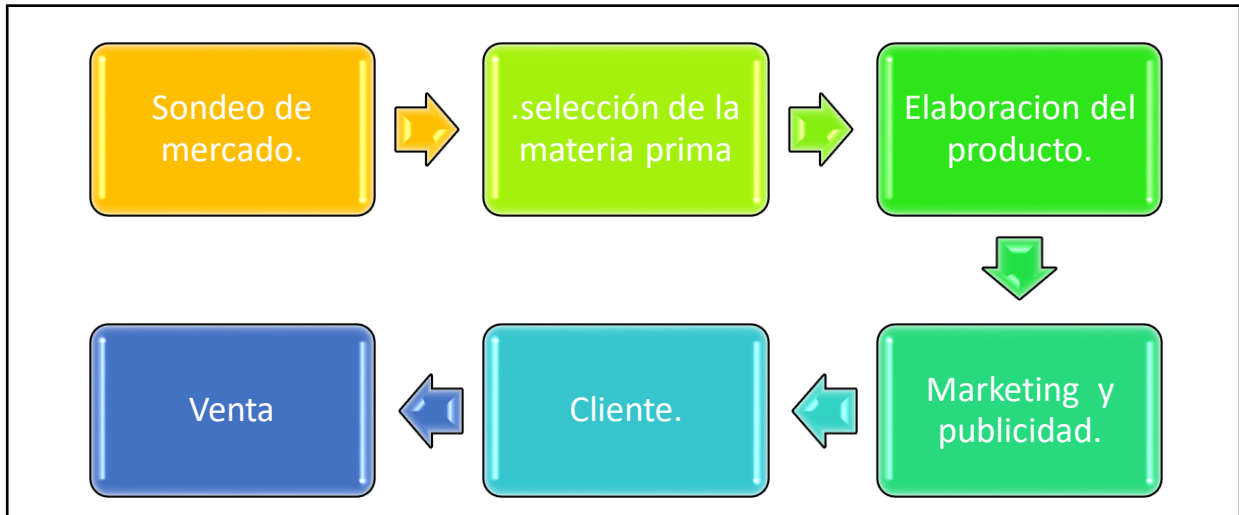 Sondeo de
mercado.
.selección de la
materia prima
Elaboracion del
producto.
Marketing  y
publicidad.
Cliente.
Venta